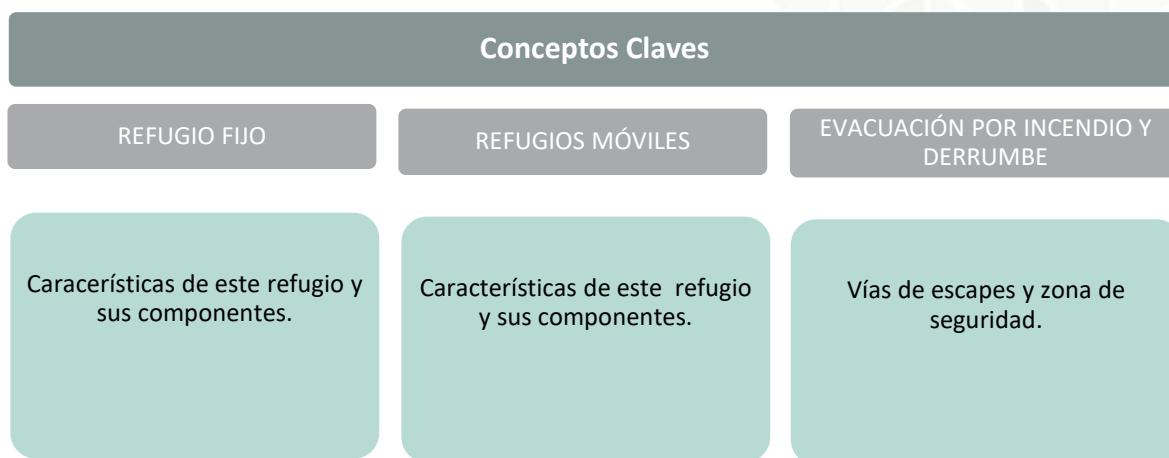 Conceptos Claves
REFUGIO FIJO
REFUGIOS MÓVILES
EVACUACIÓN POR INCENDIO Y
DERRUMBE
Caracerísticas de este refugio y
sus componentes.
Características de este refugio
y sus componentes.
Vías de escapes y zona de
seguridad.